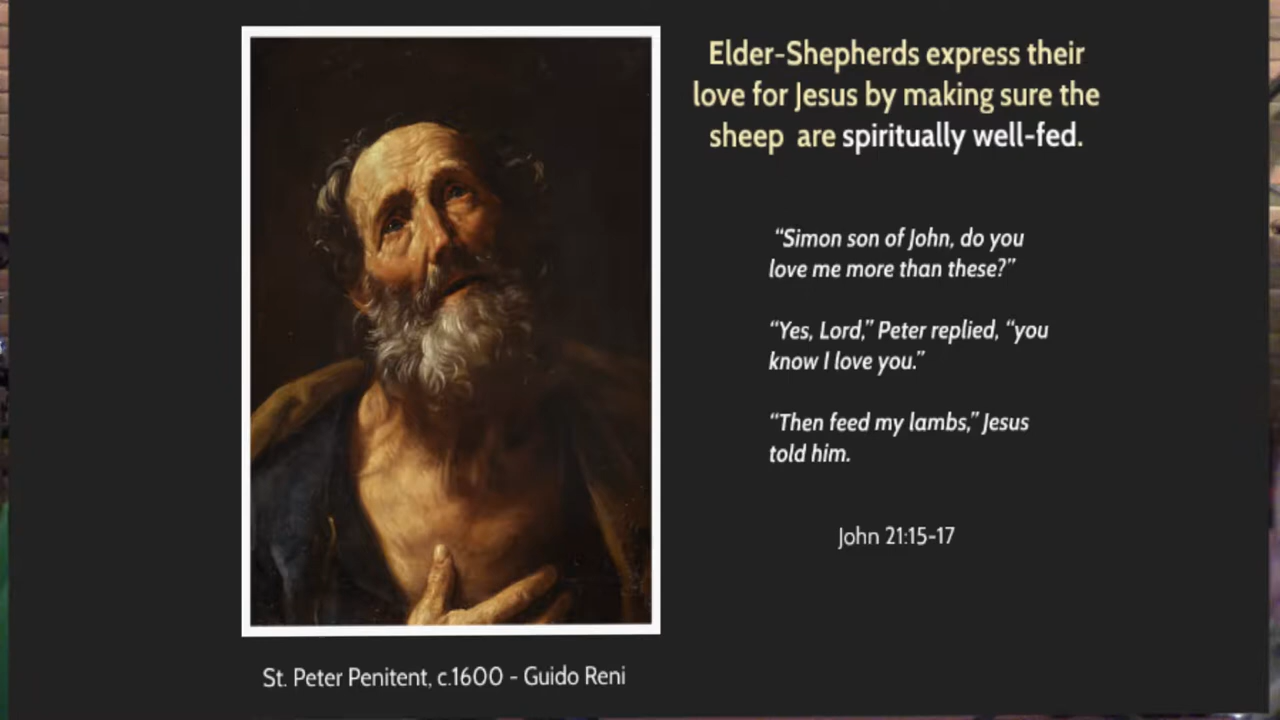 Elder-Shepherds express their
love for Jesus by making sure the
sheep are spiritually well-fed.
“Simon son of John, do you
love me more than these?”
“Yes, Lord,” Peter replied, “you
know I love you.”
“Then feed my lambs,” Jesus
told him.
John 21:15-17
St. Peter Penitent, c.1600 - Guido Reni